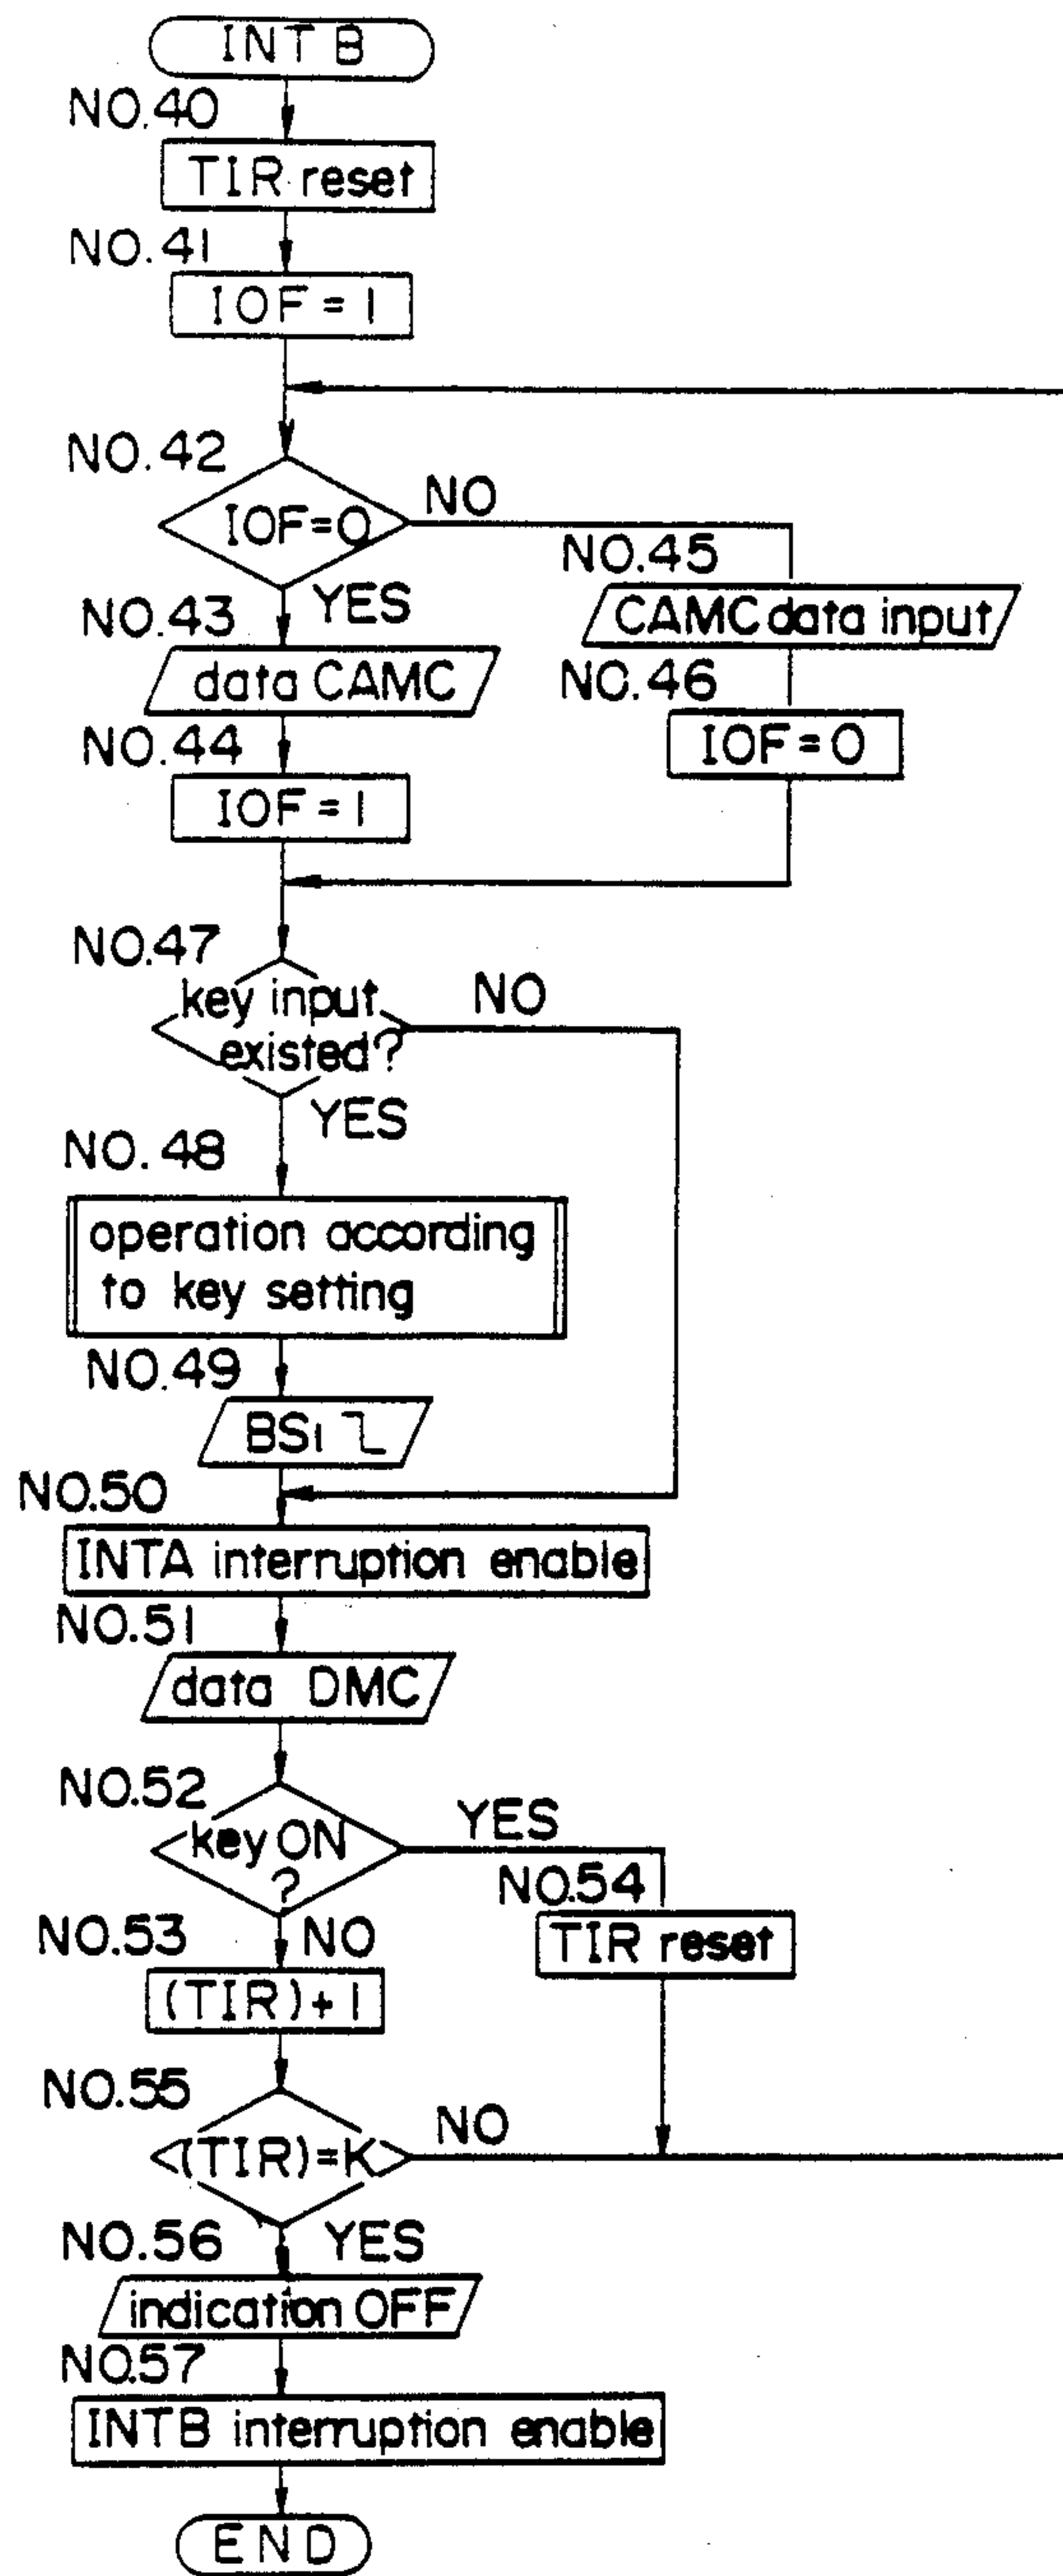 INT B
NO.40
TIR reset
NO.41
IOF = 1
NO.42
IOF=0
NO
YES
NO.45
CAMC data input
NO.43
data CAMC
NO.46
IOF = 0
NO.44
IOF = 1
NO.47
key input
existed?
NO
YES
NO.48
operation according
to key setting
NO.49
BS1
NO.50
INTA interruption enable
NO.51
data DMC
NO.52
key ON
?
YES
NO.54
TIR reset
NO.53
NO
(TIR)+1
NO.55
(TIR)=K
NO
NO.56
YES
indication OFF
NO.57
INTB interruption enable
END